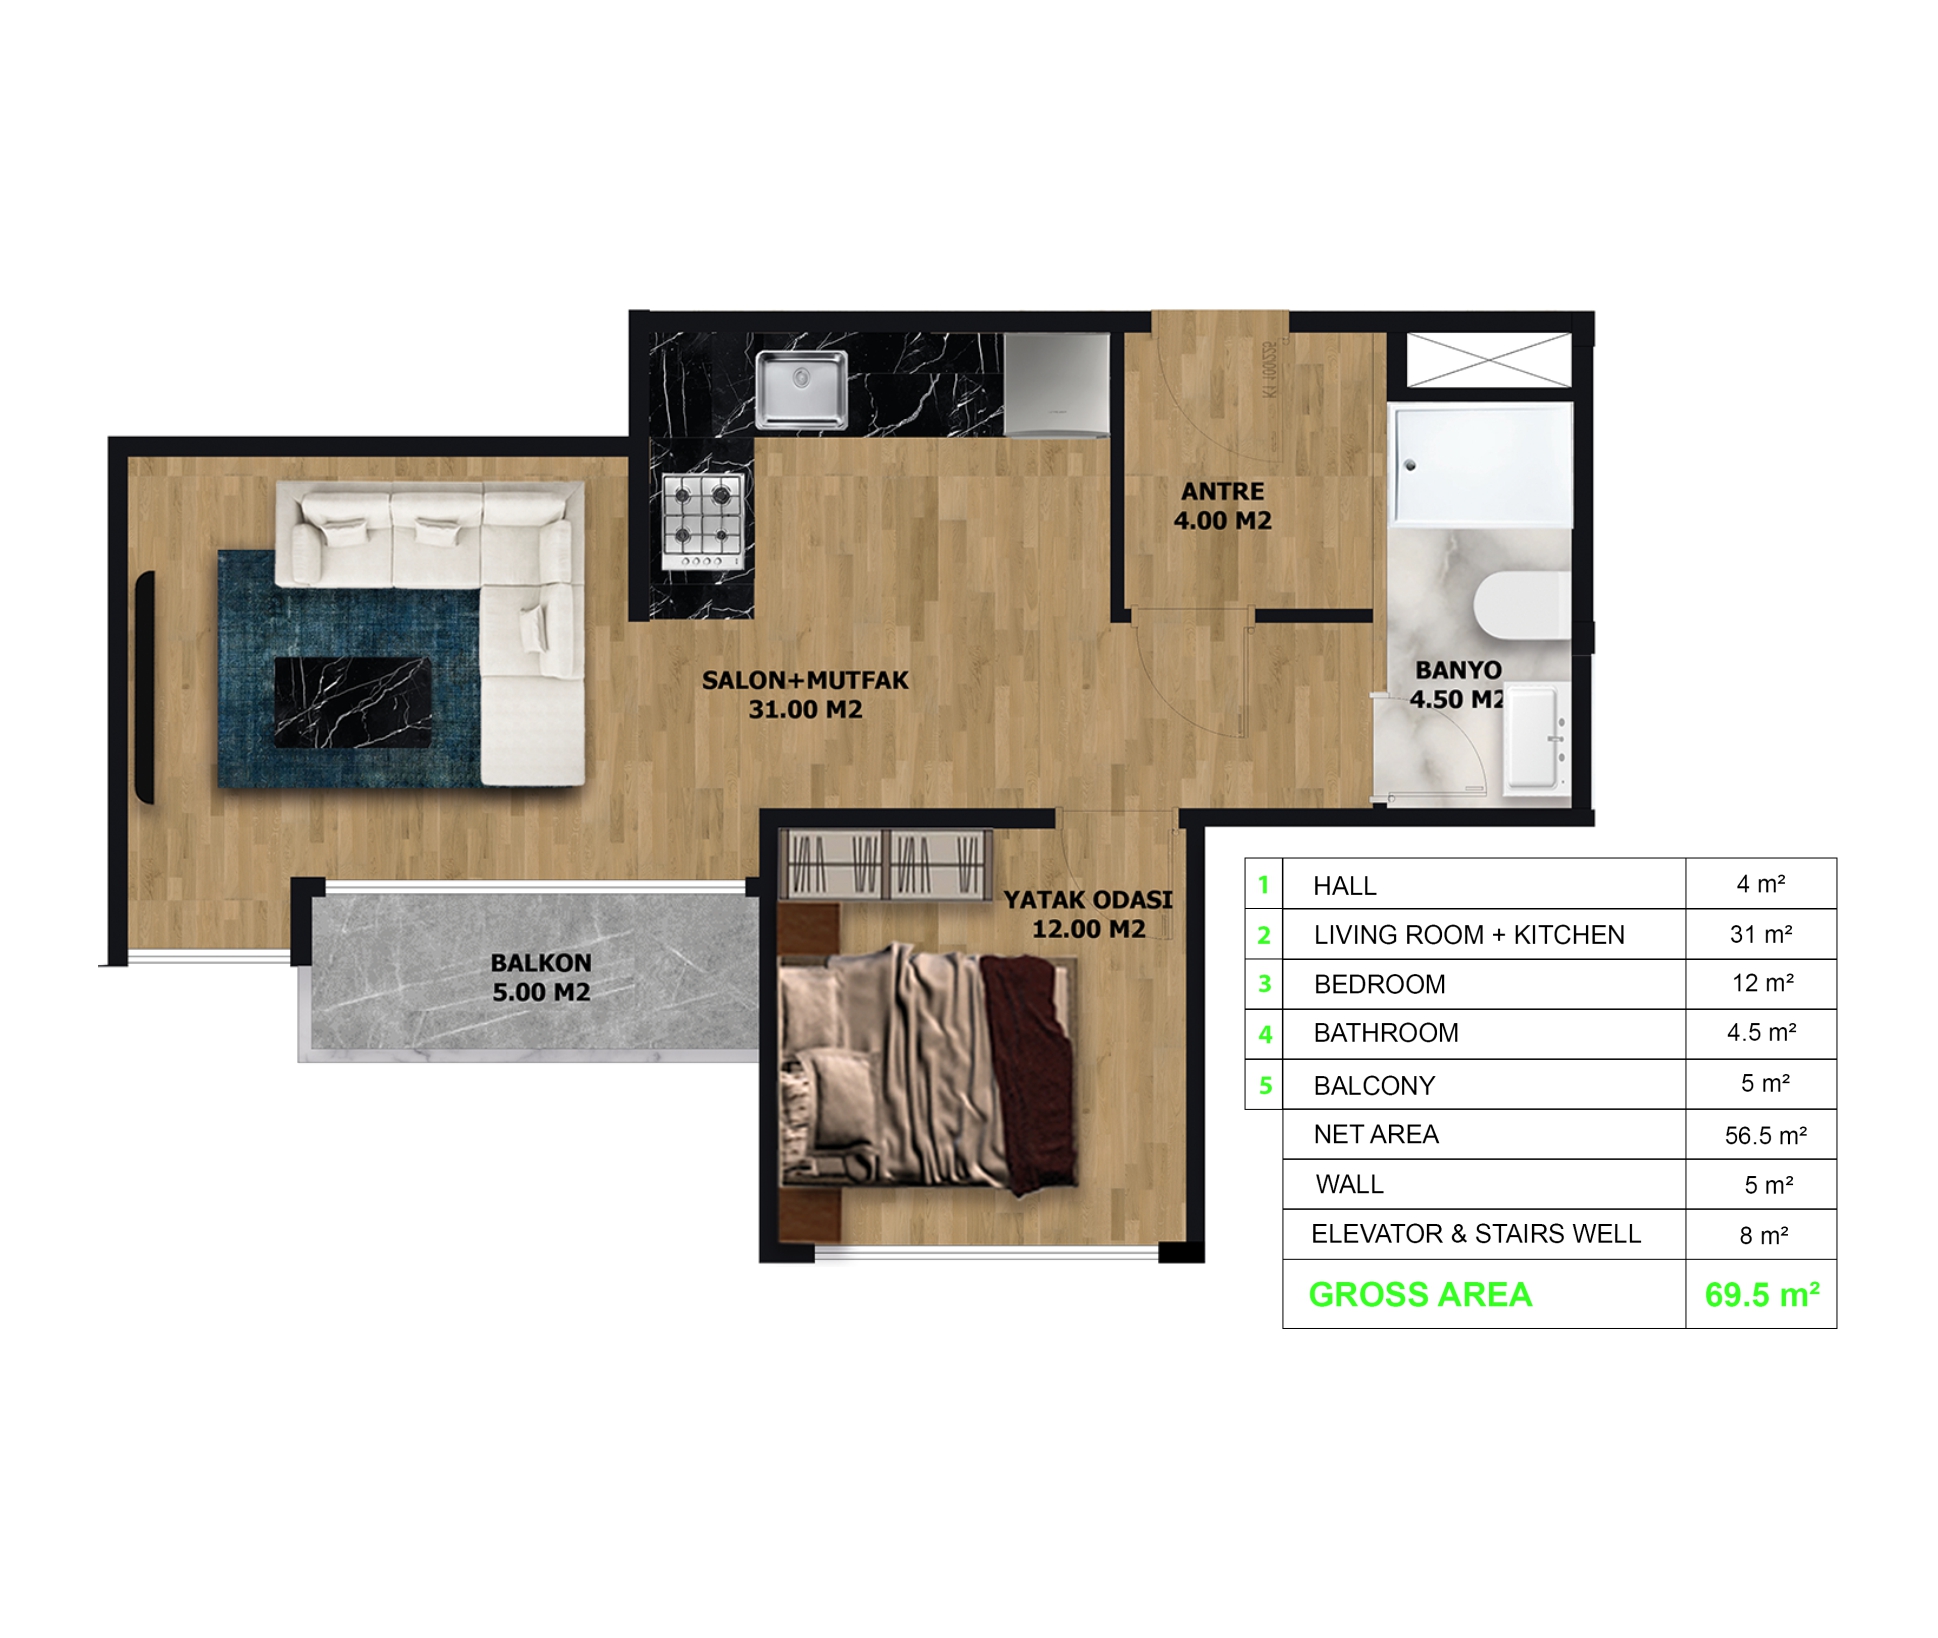 K1 100/226
ANTRE
4.00 M2
BANYO
4.50 M2
SALON+MUTFAK
31.00 M2
YATAK ODASI
12.00 M2
BALKON
5.00 M2
1 HALL 4 m²
2 LIVING ROOM + KITCHEN 31 m²
3 BEDROOM 12 m²
4 BATHROOM 4.5 m²
5 BALCONY 5 m²
NET AREA 56.5 m²
WALL 5 m²
ELEVATOR & STAIRS WELL 8 m²
GROSS AREA 69.5 m²